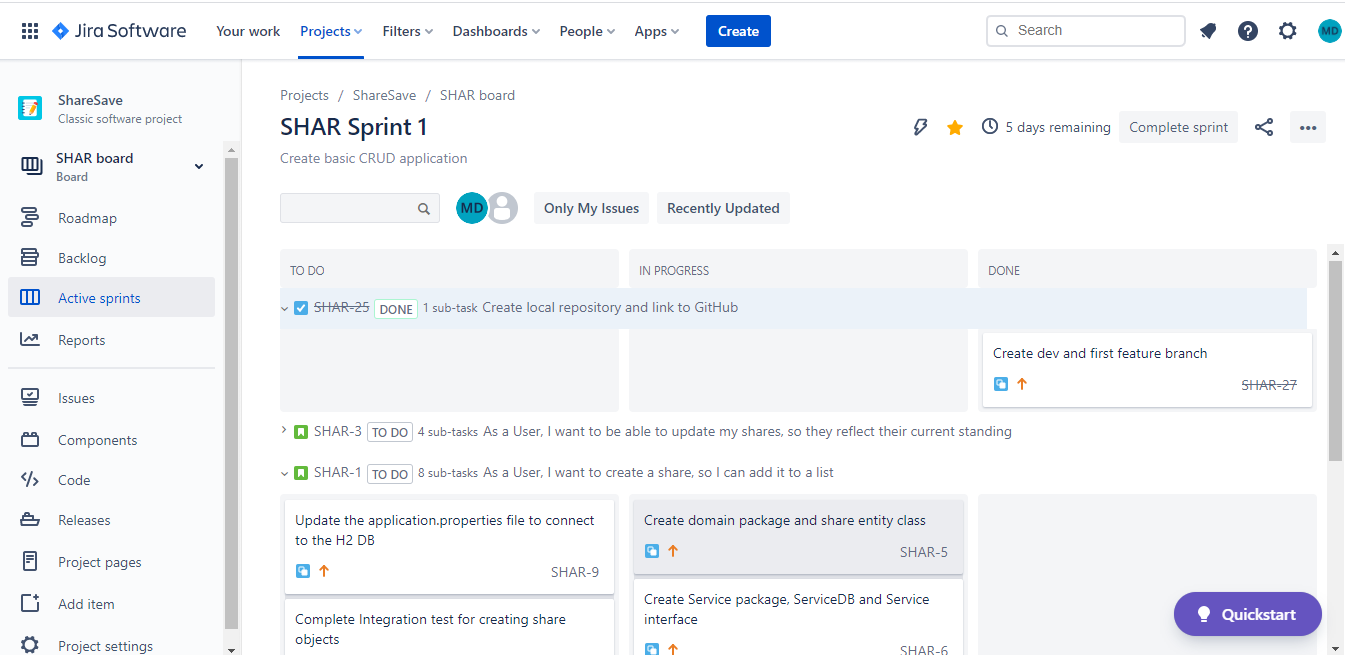 Jira Software
Your work
Projects
Filters
Dashboards
People
Apps
Create
Search
MD
ShareSave
Classic software project
SHAR board
Board
Roadmap
Backlog
Active sprints
Reports
Issues
Components
Code
Releases
Project pages
Add item
Project settings
Projects / ShareSave / SHAR board
SHAR Sprint 1
5 days remaining
Complete sprint
Create basic CRUD application
MD
Only My Issues
Recently Updated
TO DO
IN PROGRESS
DONE
SHAR-25 DONE 1 sub-task Create local repository and link to GitHub
Create dev and first feature branch
SHAR-27
SHAR-3 TO DO 4 sub-tasks As a User, I want to be able to update my shares, so they reflect their current standing
SHAR-1 TO DO 8 sub-tasks As a User, I want to create a share, so I can add it to a list
Update the application.properties file to connect
to the H2 DB
SHAR-9
Complete Integration test for creating share
objects
Create domain package and share entity class
SHAR-5
Create Service package, ServiceDB and Service
interface
SHAR-6
Quickstart